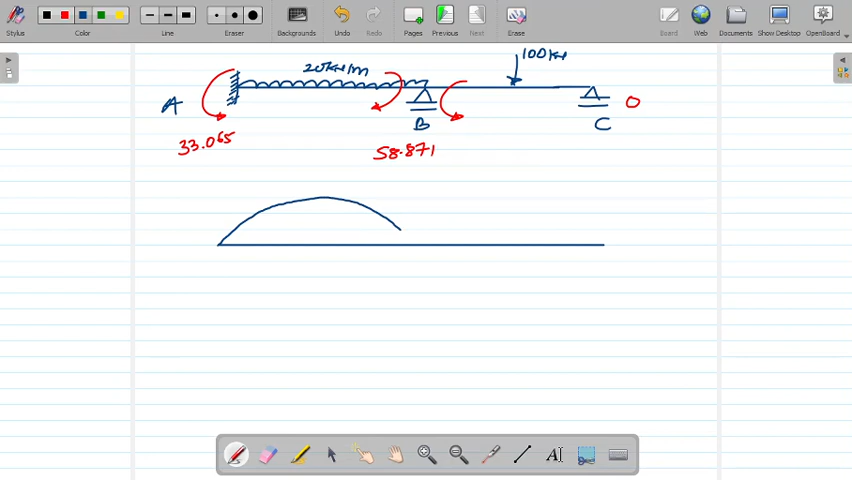 Stylus
Color
Line
Eraser
Backgrounds
Undo
Redo
Pages
Previous
Next
Erase
Board
Web
Documents
Show Desktop
OpenBoard
20kN/m
100kN
A
B
C
0
33.065
58.871
A